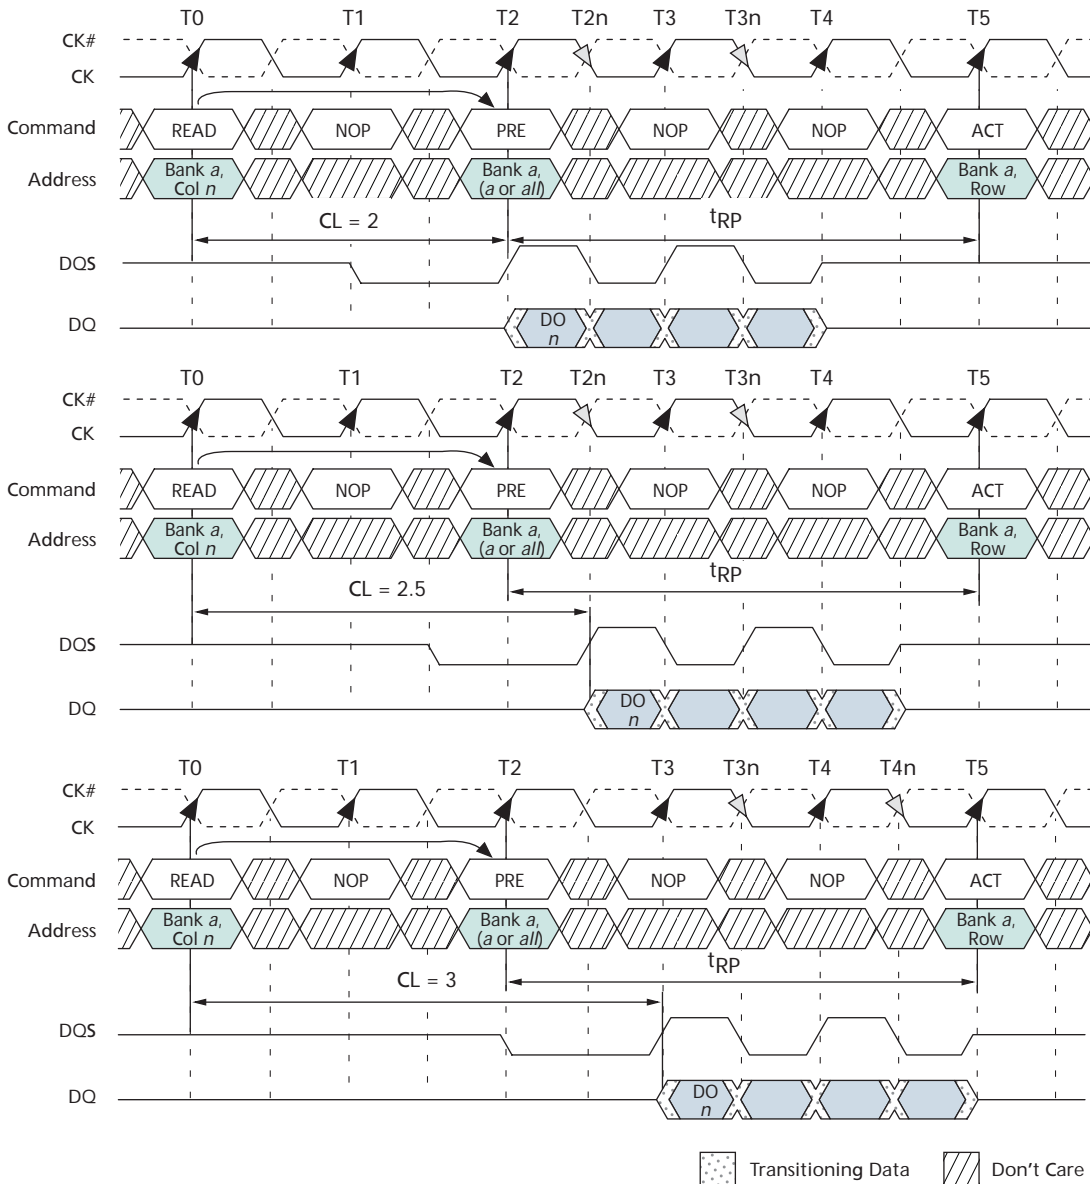 T0 T1 T2 T2n T3 T3n T4 T5
CK#
CK
Command READ NOP PRE NOP NOP ACT
Address Bank a, Col n Bank a, (a or all) Bank a, Row
CL = 2 tRP
DQS
DQ DO n
T0 T1 T2 T2n T3 T3n T4 T5
CK#
CK
Command READ NOP PRE NOP NOP ACT
Address Bank a, Col n Bank a, (a or all) Bank a, Row
CL = 2.5 tRP
DQS
DQ DO n
T0 T1 T2 T3 T3n T4 T4n T5
CK#
CK
Command READ NOP PRE NOP NOP ACT
Address Bank a, Col n Bank a, (a or all) Bank a, Row
CL = 3 tRP
DQS
DQ DO n
Transitioning Data Don't Care